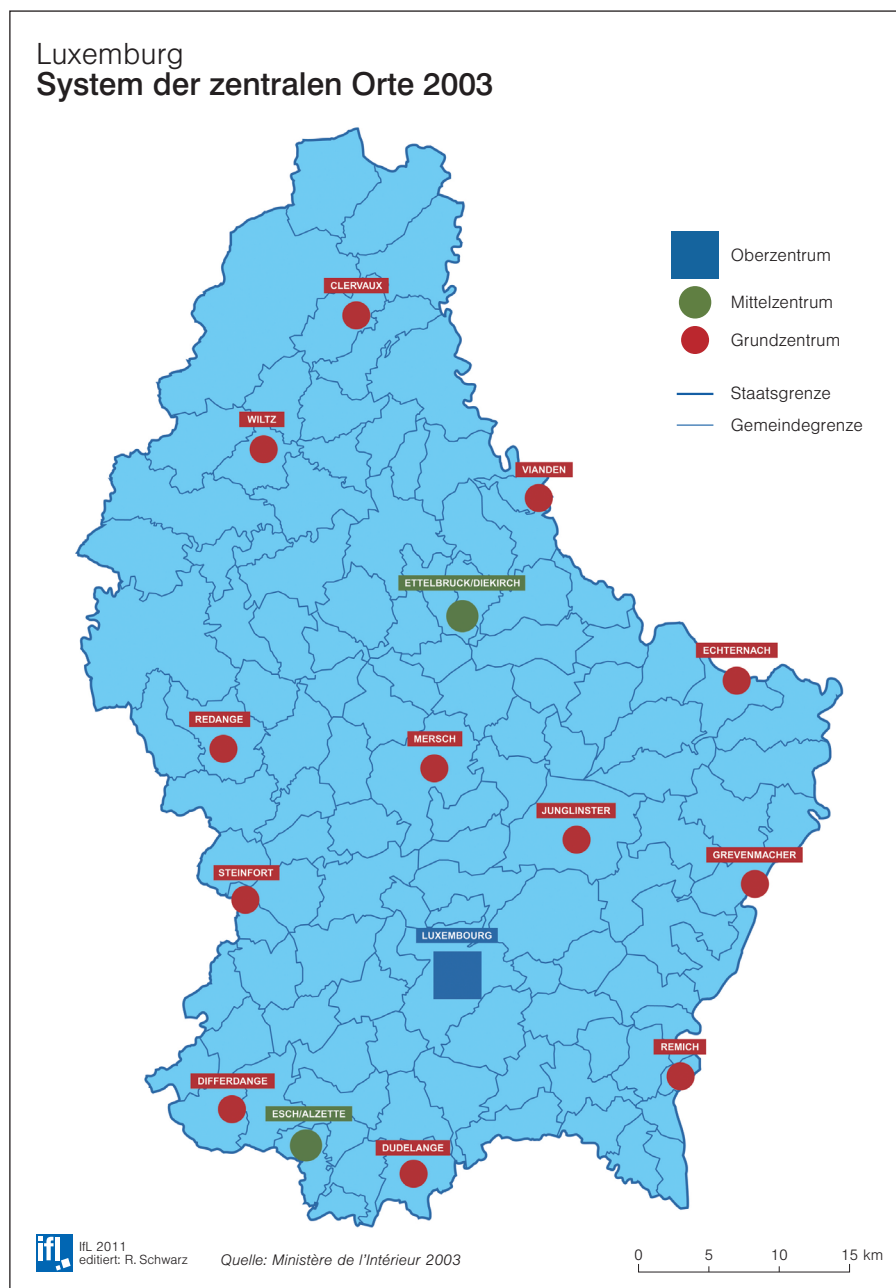 Luxemburg
System der zentralen Orte 2003
Oberzentrum
Mittelzentrum
Grundzentrum
Staatsgrenze
Gemeindegrenze
CLERVAUX
WILTZ
VIANDEN
ETTELBRUCK/DIEKIRCH
ECHTERNACH
REDANGE
MERSCH
JUNGLINSTER
GREVENMACHER
STEINFORT
LUXEMBOURG
REMICH
DIFFERDANGE
ESCH/ALZETTE
DUDELANGE
ifl
IfL 2011
editiert: R. Schwarz
Quelle: Ministère de l'Intérieur 2003
0 5 10 15 km